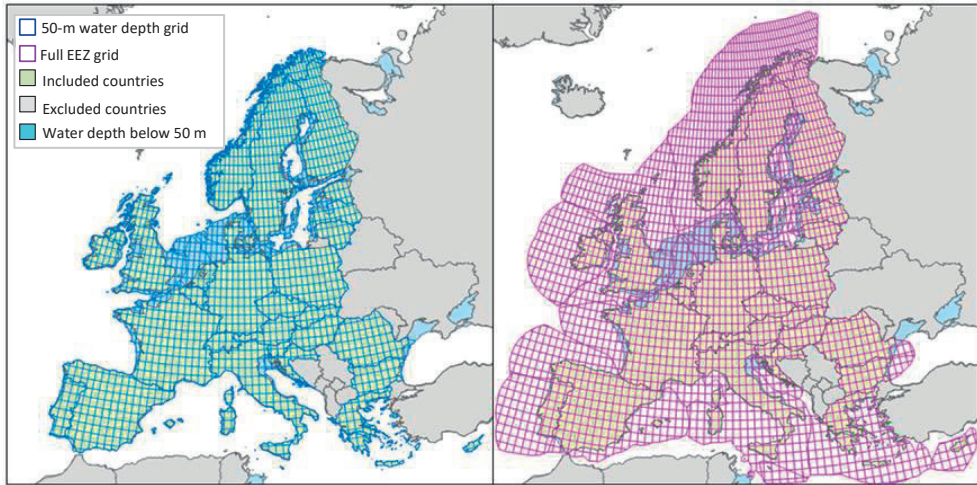 50-m water depth grid
Full EEZ grid
Included countries
Excluded countries
Water depth below 50 m